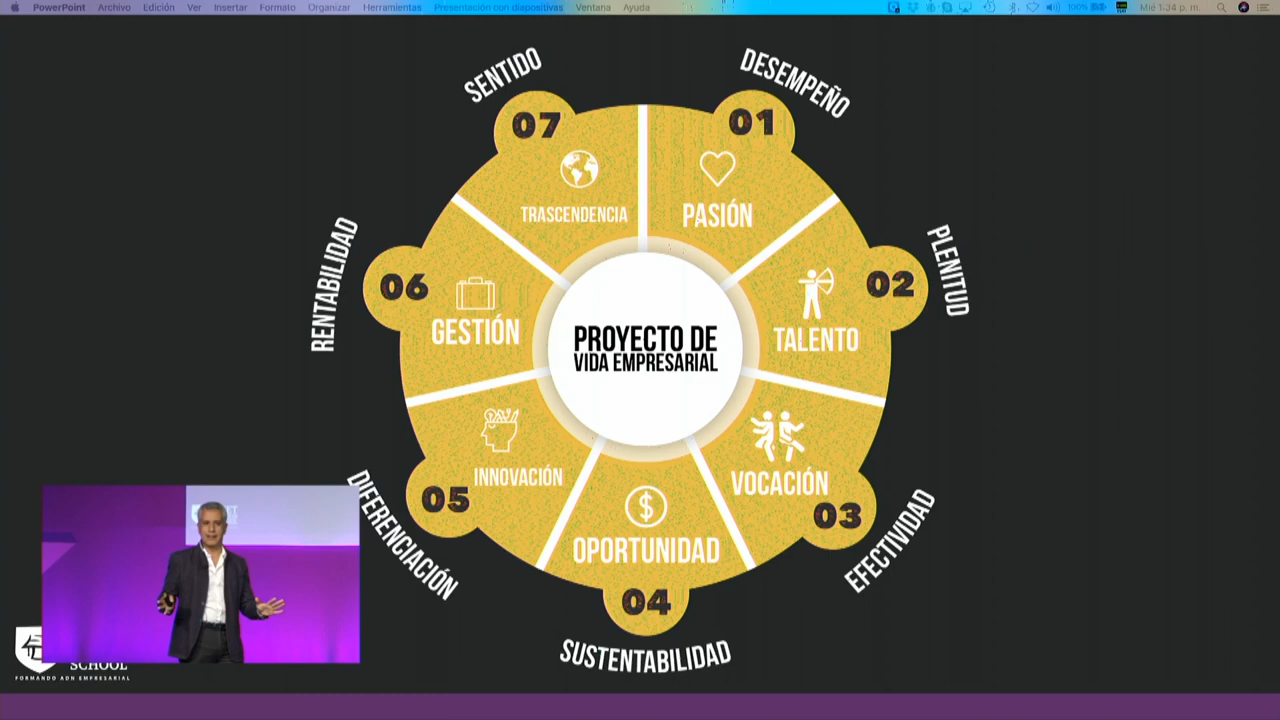 PowerPoint Archivo Edición Ver Insertar Formato Organizar Herramientas Presentación con diapositivas Ventana Ayuda 100% Mié 1:34 p. m.
SENTIDO
DESEMPEÑO
07
01
TRASCENDENCIA
PASIÓN
RENTABILIDAD
PLENITUD
06
02
GESTIÓN
TALENTO
PROYECTO DE
VIDA EMPRESARIAL
INNOVACIÓN
VOCACIÓN
05
03
DIFERENCIACIÓN
EFECTIVIDAD
OPORTUNIDAD
04
SUSTENTABILIDAD
SCHOOL
FORMANDO ADN EMPRESARIAL